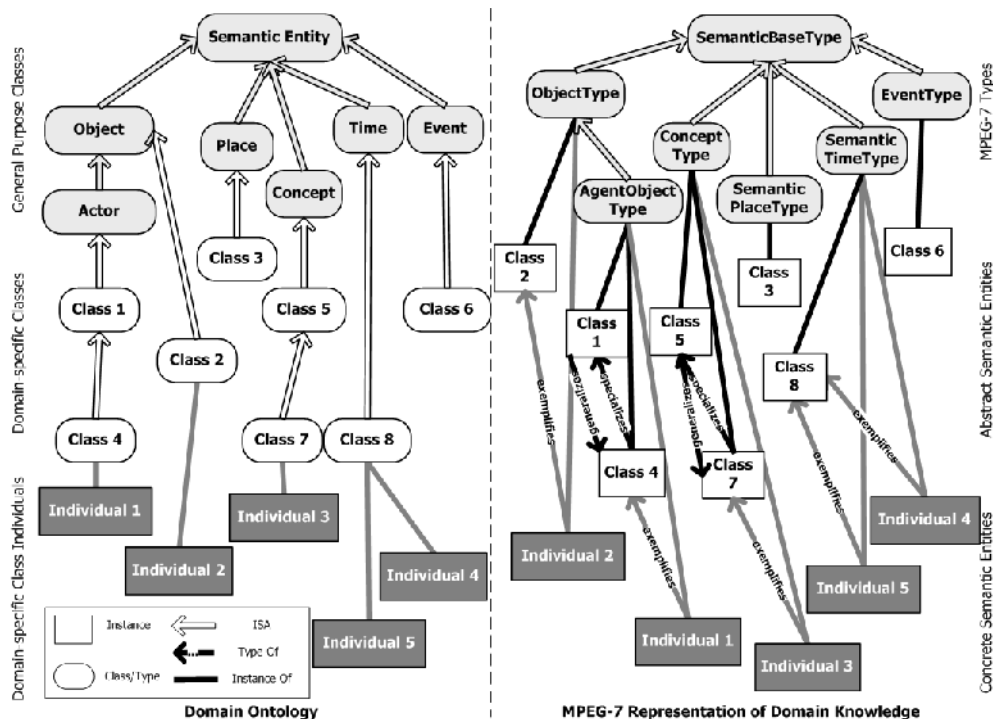 Semantic Entity
Object
Place
Time
Event
Actor
Concept
Class 3
Class 1
Class 5
Class 6
Class 2
Class 4
Class 7
Class 8
Individual 1
Individual 3
Individual 2
Individual 4
Individual 5
General Purpose Classes
Domain-specific Classes
Domain-specific Class Individuals
Instance
ISA
Type Of
Class/Type
Instance Of
Domain Ontology
SemanticBaseType
ObjectType
EventType
Concept
Type
Semantic
TimeType
AgentObject
Type
Semantic
PlaceType
Class
2
Class 6
Class
3
Class
1
Class
5
Class
8
generalizes
specializes
generalizes
specializes
exemplifies
exemplifies
exemplifies
Class 4
Class
7
exemplifies
exemplifies
Individual 4
Individual 2
Individual 5
Individual 1
Individual 3
MPEG-7 Types
Abstract Semantic Entities
Concrete Semantic Entities
MPEG-7 Representation of Domain Knowledge